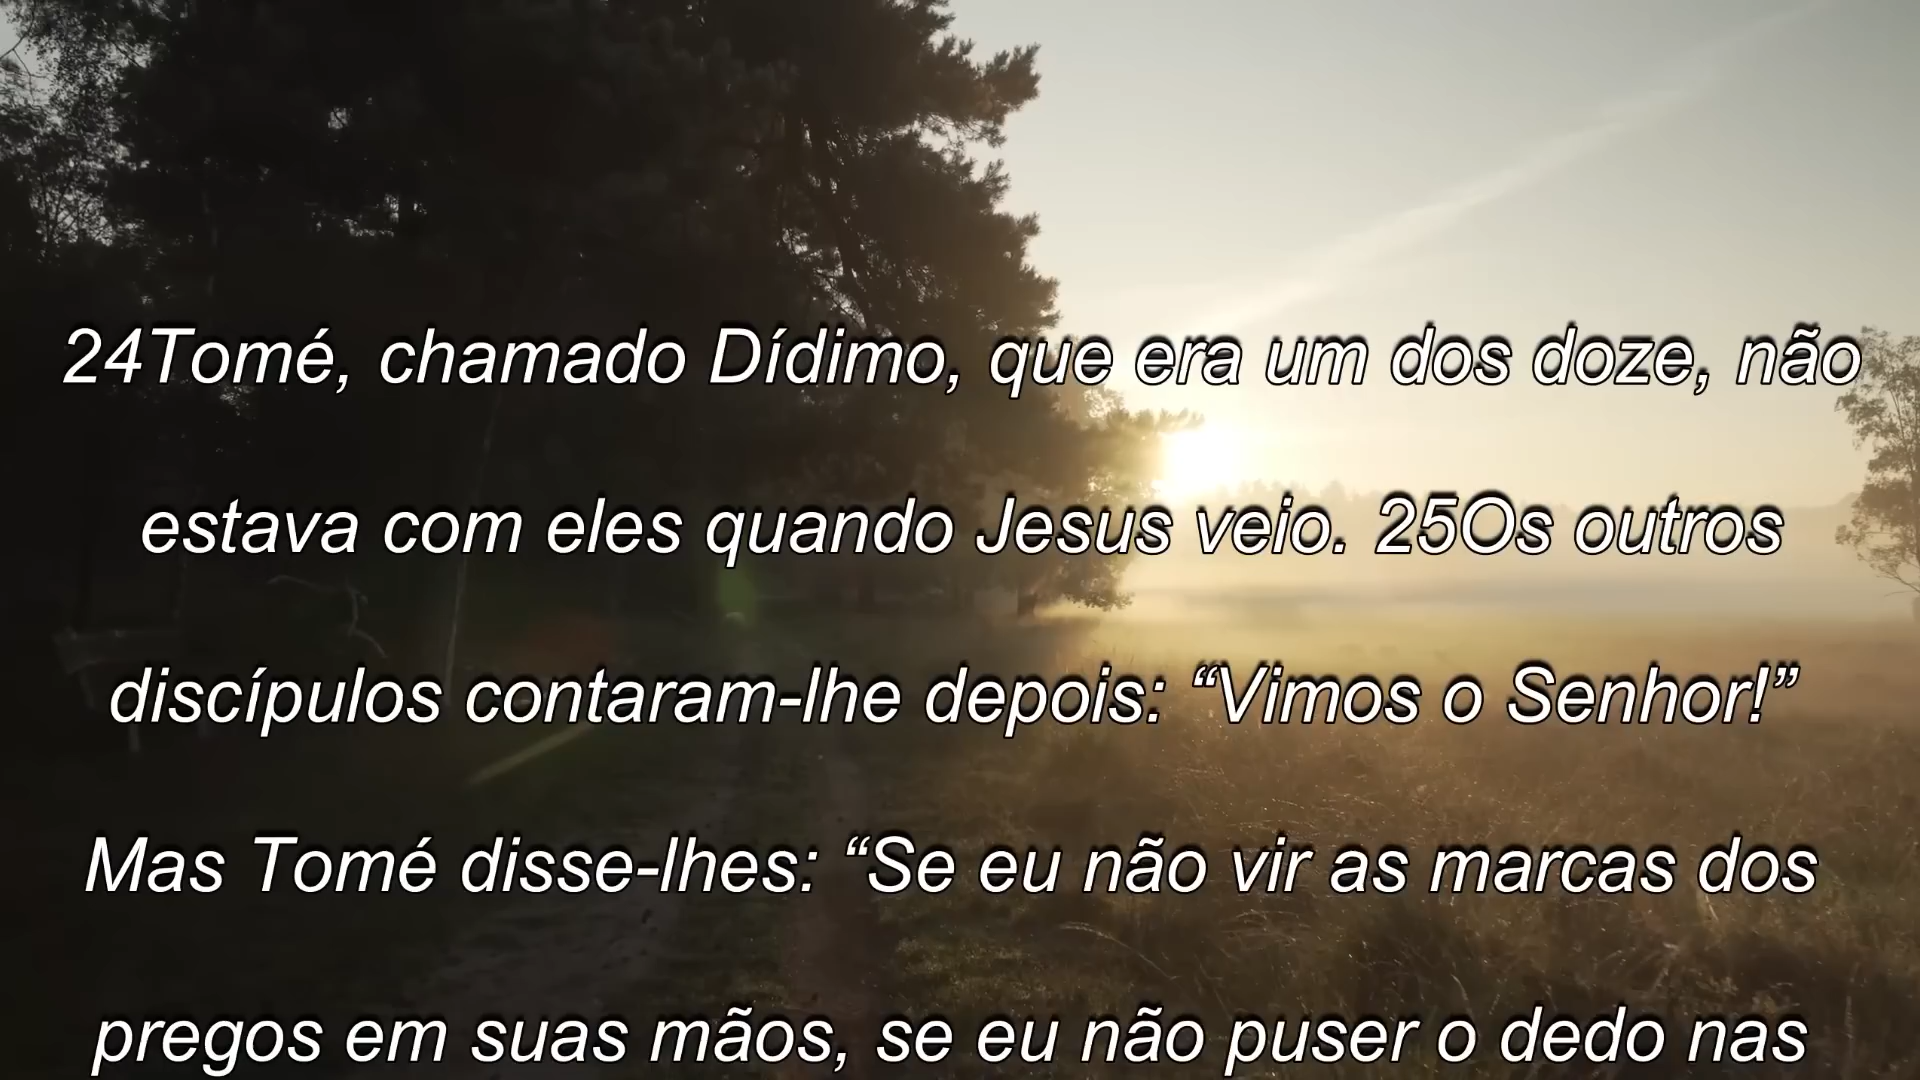 24Tomé, chamado Dídimo, que era um dos doze, não
estava com eles quando Jesus veio. 25Os outros
discípulos contaram-lhe depois: “Vimos o Senhor!”
Mas Tomé disse-lhes: “Se eu não vir as marcas dos
pregos em suas mãos, se eu não puser o dedo nas